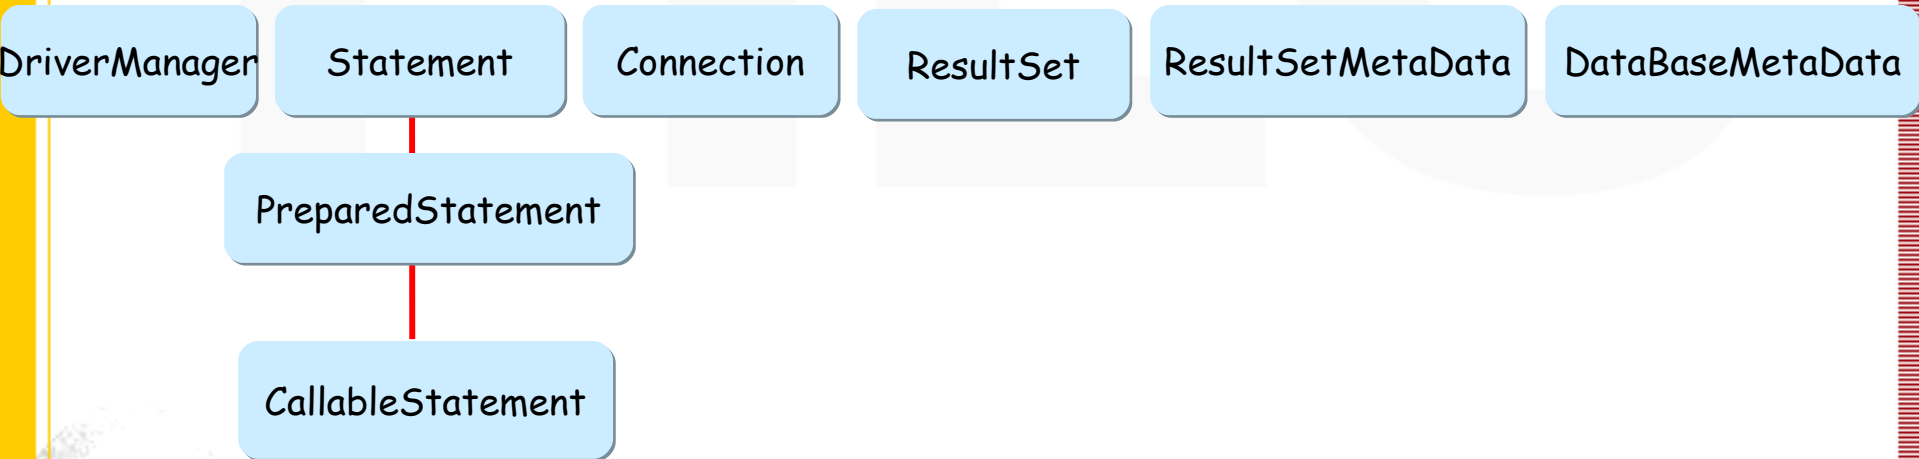 DriverManager
Statement
Connection
ResultSet
ResultSetMetaData
DataBaseMetaData
PreparedStatement
CallableStatement